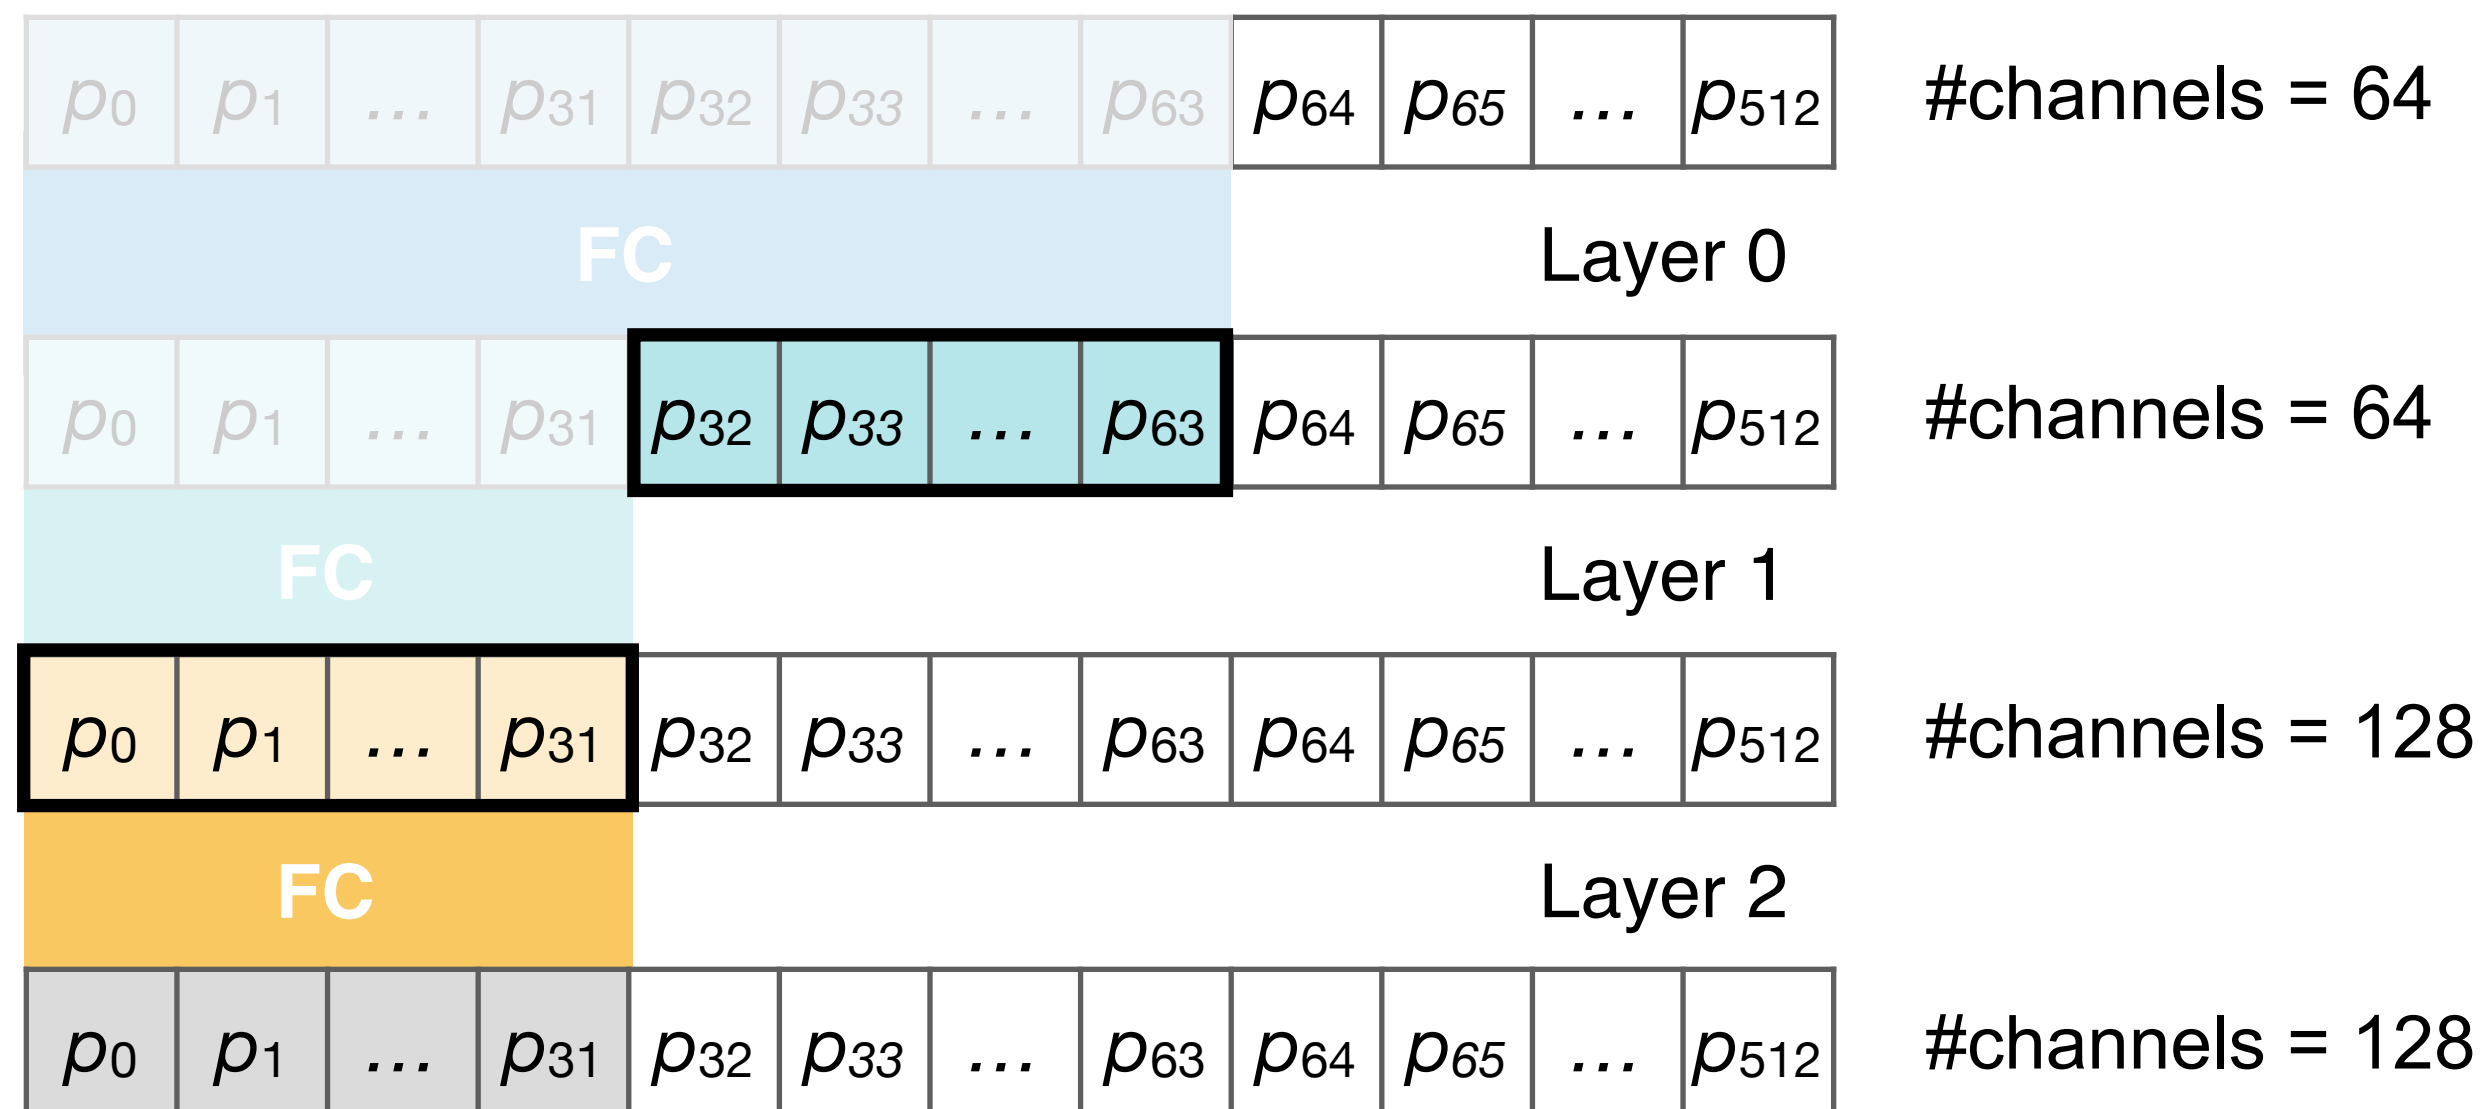 p0 p1 ... p31 p32 p33 ... p63 p64 p65 ... p512 #channels = 64
FC Layer 0
p0 p1 ... p31 p32 p33 ... p63 p64 p65 ... p512 #channels = 64
FC Layer 1
p0 p1 ... p31 p32 p33 ... p63 p64 p65 ... p512 #channels = 128
FC Layer 2
p0 p1 ... p31 p32 p33 ... p63 p64 p65 ... p512 #channels = 128